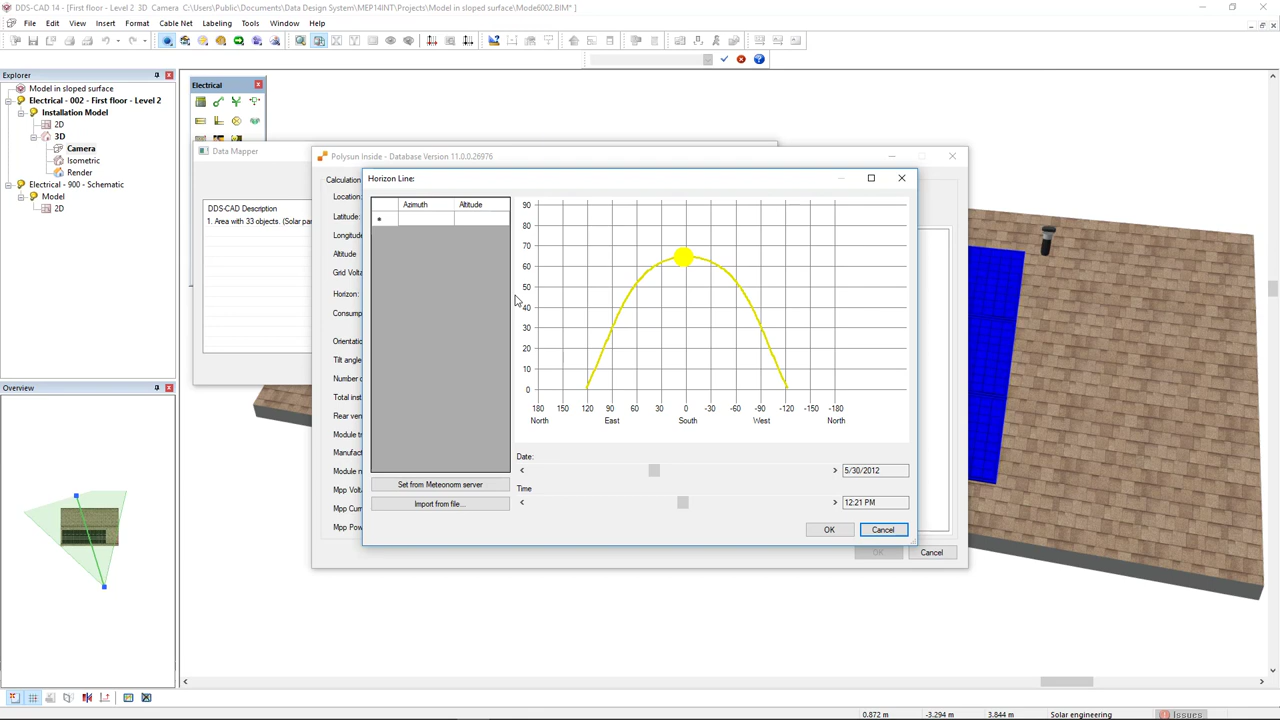 DDS-CAD 14 - [First floor - Level 2  3D  Camera  C:\Users\Public\Documents\Data Design System\MEP14INT\Projects\Model in sloped surface\Mode6002.BIM* ]
File Edit View Insert Format Cable Net Labeling Tools Window Help
Explorer
Model in sloped surface
Electrical - 002 - First floor - Level 2
Installation Model
2D
3D
Camera
Isometric
Render
Electrical - 900 - Schematic
Model
2D
Overview
Electrical
Data Mapper
DDS-CAD Description
1. Area with 33 objects. (Solar par
Polysun Inside - Database Version 11.0.0.26976
Calculation
Location:
Latitude:
Longitude
Altitude
Grid Volta
Horizon:
Consump
Orientatio
Tilt angle
Number o
Total inst
Rear ven
Module ty
Manufact
Module n
Mpp Volt
Mpp Curr
Mpp Pow
OK Cancel
Horizon Line:
Azimuth Altitude
*
Set from Meteonorm server
Import from file...
90
80
70
60
50
40
30
20
10
0
180 150 120 90 60 30 0 -30 -60 -90 -120 -150 -180
North East South West North
Date:
< > 5/30/2012
Time
< > 12:21 PM
OK Cancel
0.872 m -3.294 m 3.844 m Solar engineering Issues